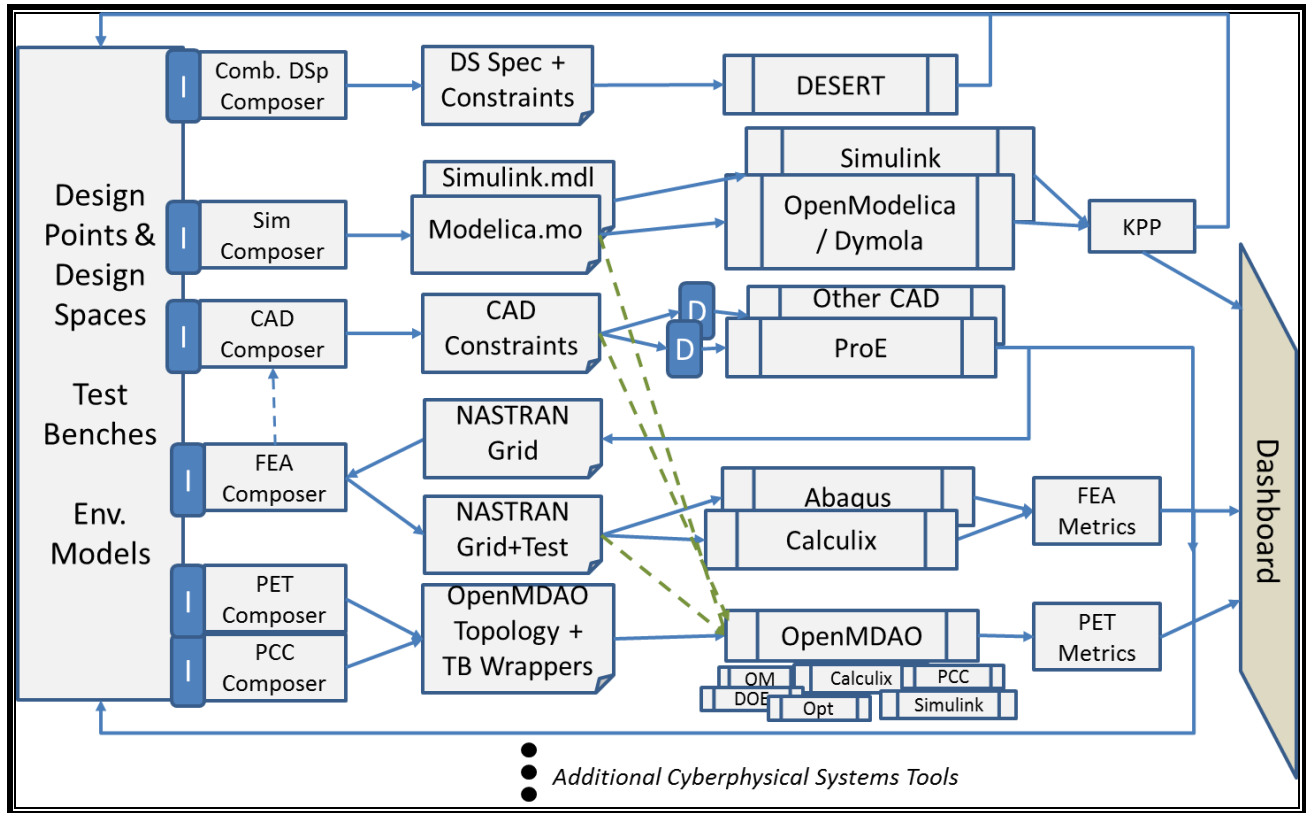 Design
Points &
Design
Spaces
Test
Benches
Env.
Models
I
Comb. DSp
Composer
DS Spec +
Constraints
DESERT
I
Sim
Composer
Simulink.mdl
Modelica.mo
Simulink
OpenModelica
/ Dymola
KPP
I
CAD
Composer
CAD
Constraints
D
D
Other CAD
ProE
I
FEA
Composer
NASTRAN
Grid
NASTRAN
Grid+Test
Abaqus
Calculix
FEA
Metrics
I
PET
Composer
I
PCC
Composer
OpenMDAO
Topology +
TB Wrappers
OpenMDAO
PET
Metrics
OM
Calculix
PCC
DOE
Opt
Simulink
Dashboard
Additional Cyberphysical Systems Tools